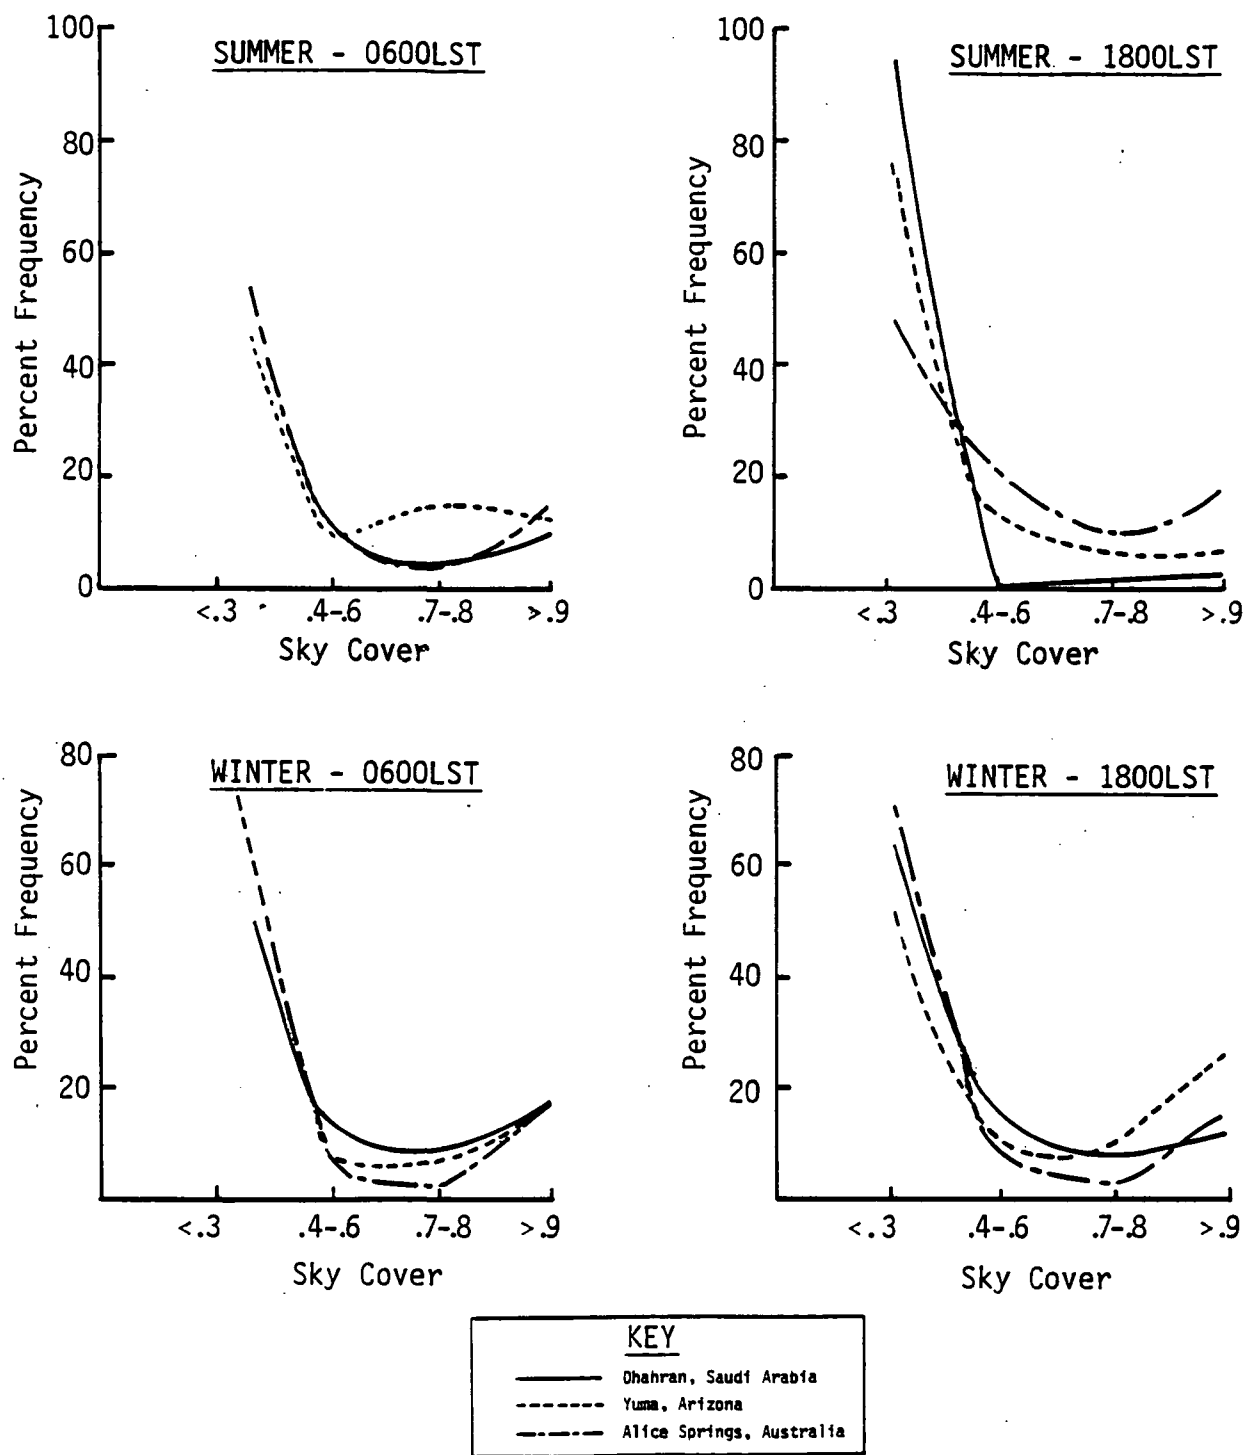 SUMMER - 0600LST
100
80
60
40
20
0
Percent Frequency
<.3 .4-.6 .7-.8 >.9
Sky Cover
SUMMER - 1800LST
100
80
60
40
20
0
Percent Frequency
<.3 .4-.6 .7-.8 >.9
Sky Cover
WINTER - 0600LST
80
60
40
20
Percent Frequency
<.3 .4-.6 .7-.8 >.9
Sky Cover
WINTER - 1800LST
80
60
40
20
Percent Frequency
<.3 .4-.6 .7-.8 >.9
Sky Cover
KEY
Dhahran, Saudi Arabia
Yuma, Arizona
Alice Springs, Australia